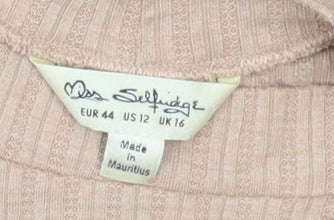 Miss Selfridge
EUR 44 US 12 UK 16
Made
in
Mauritius